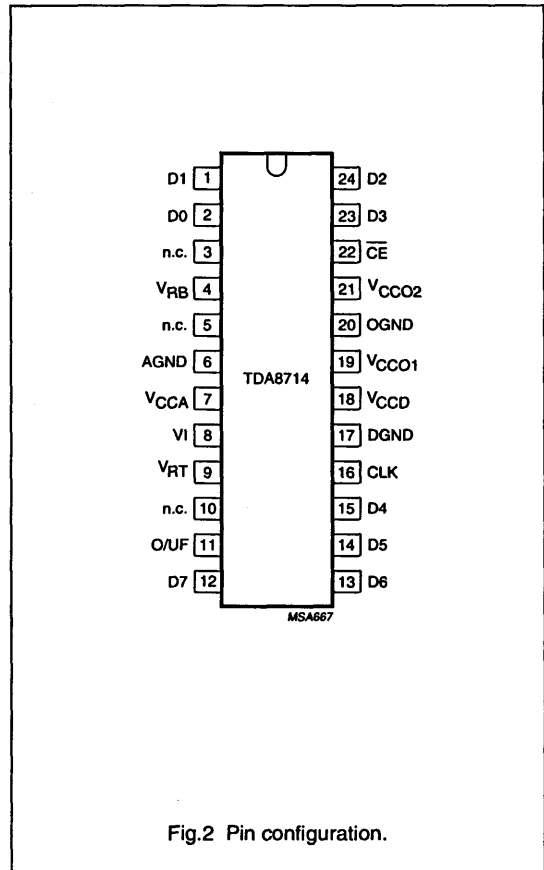 D1 1 24 D2
D0 2 23 D3
n.c. 3 22 C̅E̅
VRB 4 21 VCCO2
n.c. 5 20 OGND
AGND 6 19 VCCO1
TDA8714
VCCA 7 18 VCCD
VI 8 17 DGND
VRT 9 16 CLK
n.c. 10 15 D4
O/UF 11 14 D5
D7 12 13 D6
MSA667
Fig.2 Pin configuration.